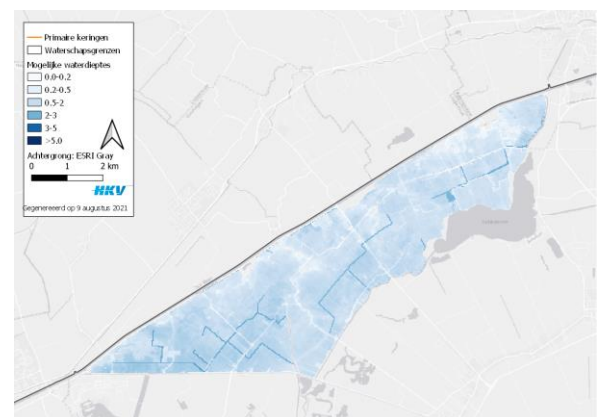 Primaire keringen
Waterschapsgrenzen
Mogelijke waterdieptes
0.0-0.2
0.2-0.5
0.5-2
2-3
3-5
>5.0
Achtergrong: ESRI Gray
0 1 2 km
HKV
Gegenereerd op 9 augustus 2021